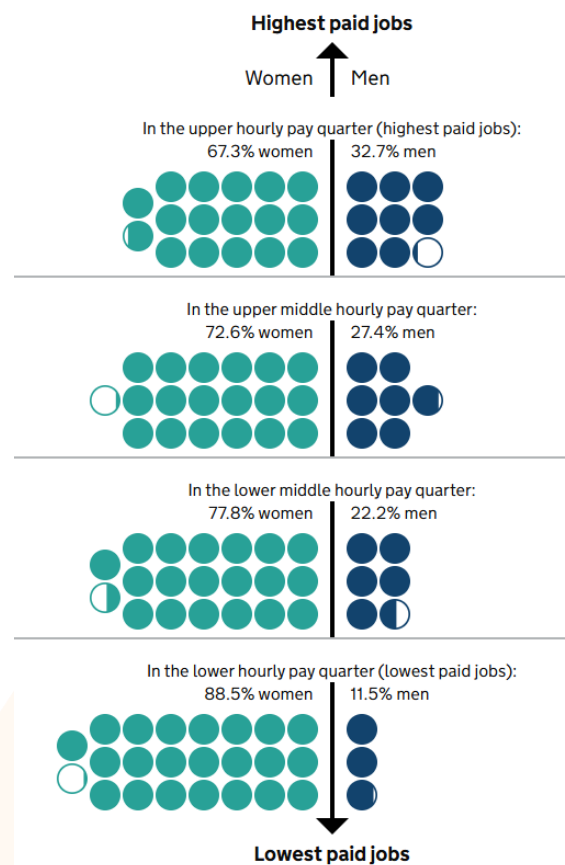 Highest paid jobs
Women Men
In the upper hourly pay quarter (highest paid jobs):
67.3% women 32.7% men
In the upper middle hourly pay quarter:
72.6% women 27.4% men
In the lower middle hourly pay quarter:
77.8% women 22.2% men
In the lower hourly pay quarter (lowest paid jobs):
88.5% women 11.5% men
Lowest paid jobs